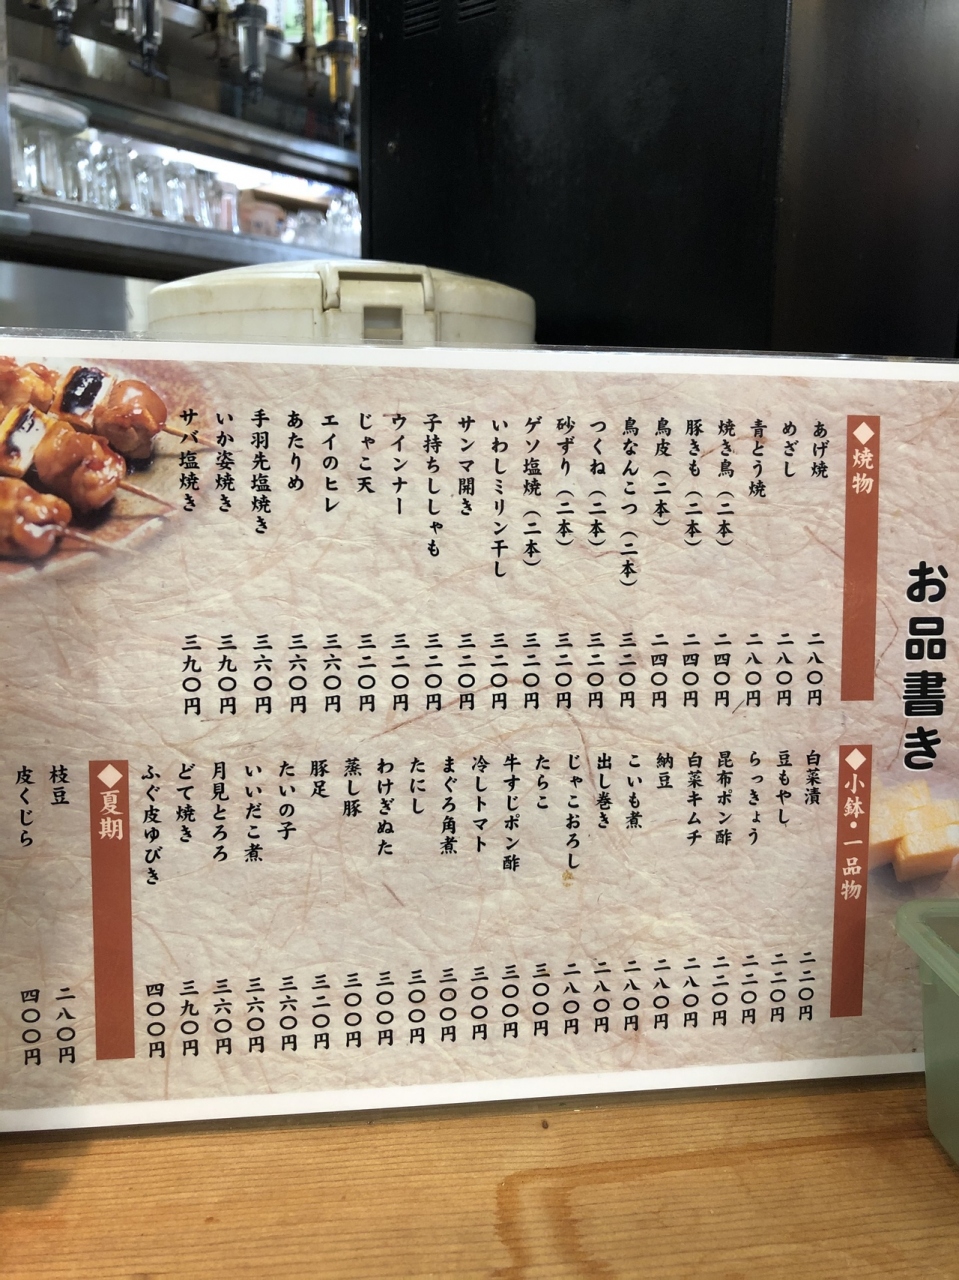 お品書き
◆焼物
あげ焼 二八〇円
めざし 二八〇円
青とう焼 二八〇円
焼き鳥（二本） 二四〇円
豚きも（二本） 二四〇円
鳥皮（二本） 二四〇円
鳥なんこつ（二本） 三二〇円
つくね（二本） 三二〇円
砂ずり（二本） 三二〇円
ゲソ塩焼（二本） 三二〇円
いわしミリン干し 三二〇円
サンマ開き 三二〇円
子持ちししゃも 三二〇円
ウインナー 三二〇円
じゃこ天 三二〇円
エイのヒレ 三六〇円
あたりめ 三六〇円
手羽先塩焼き 三六〇円
いか姿焼き 三九〇円
サバ塩焼き 三九〇円
◆小鉢・一品物
白菜漬 二二〇円
豆もやし 二二〇円
らっきょう 二二〇円
昆布ポン酢 二二〇円
白菜キムチ 二八〇円
納豆 二八〇円
こいも煮 二八〇円
出し巻き 二八〇円
じゃこおろし 二八〇円
たらこ 三〇〇円
牛すじポン酢 三〇〇円
冷しトマト 三〇〇円
まぐろ角煮 三〇〇円
たにし 三〇〇円
わけぎぬた 三〇〇円
蒸し豚 三〇〇円
豚足 三二〇円
たいの子 三六〇円
いいだこ煮 三六〇円
月見とろろ 三六〇円
どて焼き 三九〇円
ふぐ皮ゆびき 四〇〇円
◆夏期
枝豆 二八〇円
皮くじら 四〇〇円